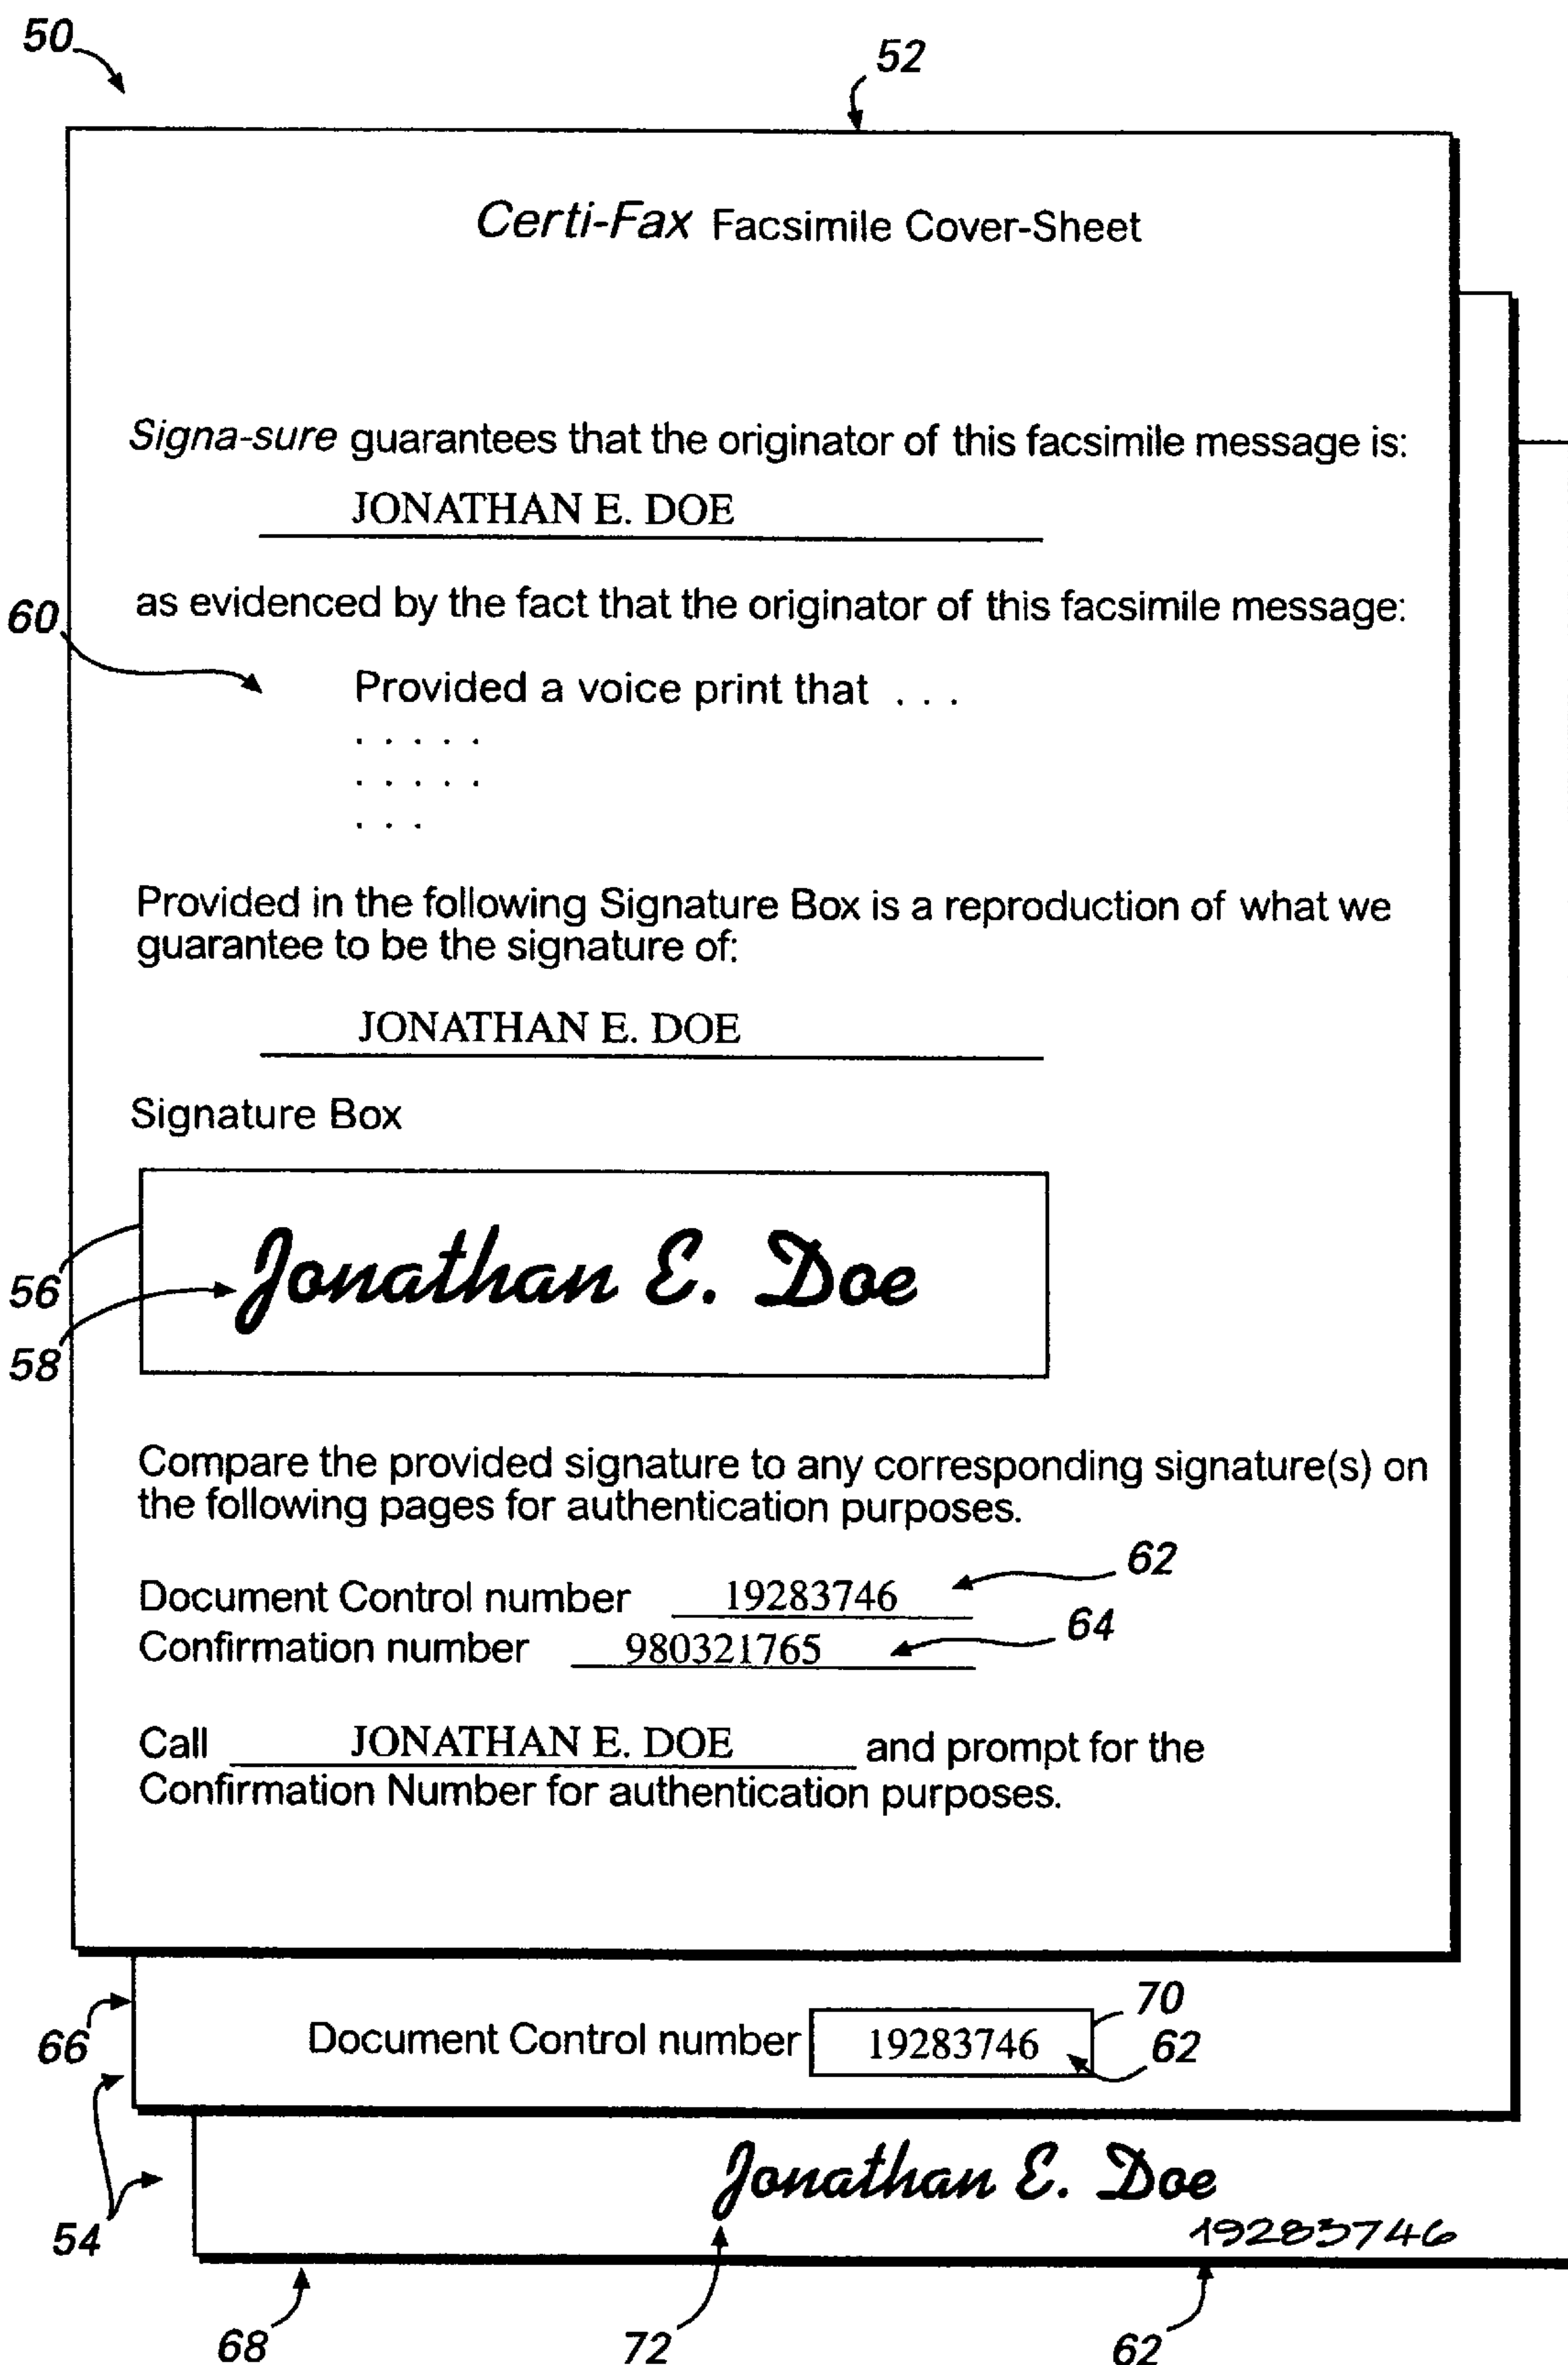 50
52
Certi-Fax Facsimile Cover-Sheet
Signa-sure guarantees that the originator of this facsimile message is:
JONATHAN E. DOE
as evidenced by the fact that the originator of this facsimile message:
60
Provided a voice print that . . .
. . . . .
. . . . .
. . .
Provided in the following Signature Box is a reproduction of what we
guarantee to be the signature of:
JONATHAN E. DOE
Signature Box
Jonathan E. Doe
56
58
Compare the provided signature to any corresponding signature(s) on
the following pages for authentication purposes.
62
Document Control number 19283746
64
Confirmation number 980321765
Call JONATHAN E. DOE and prompt for the
Confirmation Number for authentication purposes.
70
66 Document Control number 19283746 62
Jonathan E. Doe
19283746
54
68 72 62